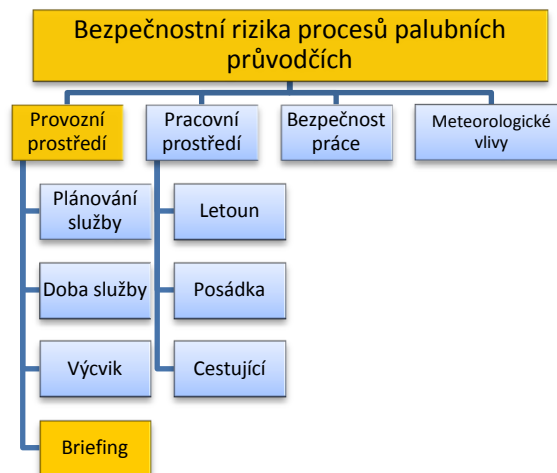 Bezpečnostní rizika procesů palubních
průvodčích
Provozní
prostředí
Pracovní
prostředí
Bezpečnost
práce
Meteorologické
vlivy
Plánování
služby
Letoun
Doba služby
Posádka
Výcvik
Cestující
Briefing